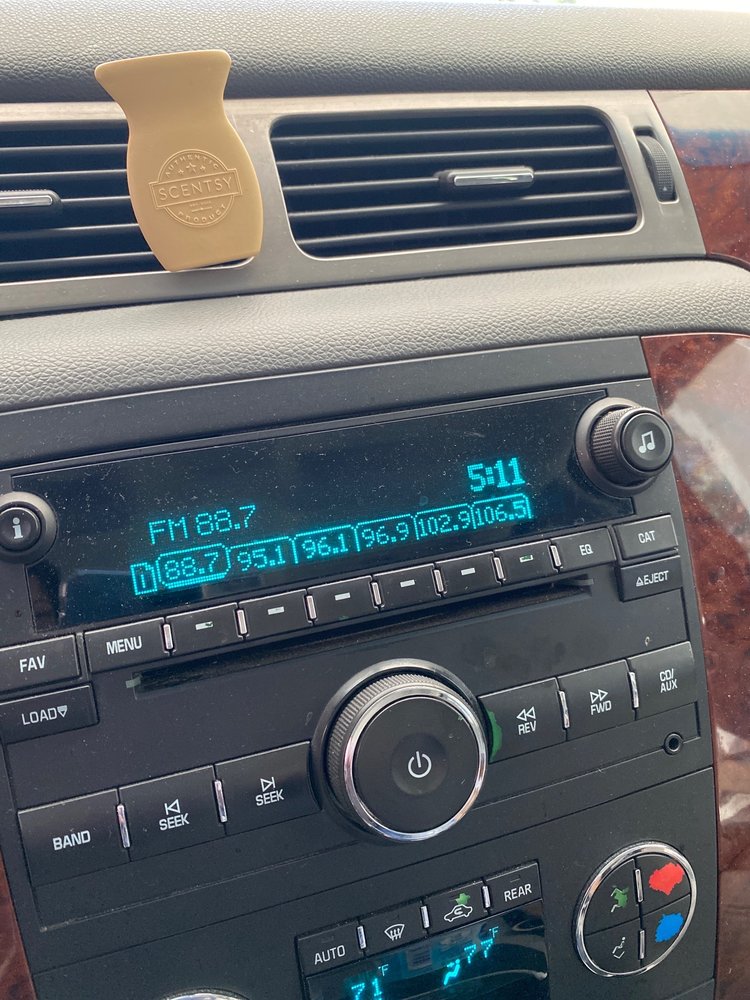 AUTHENTIC
SCENTSY
PRODUCT
5:11
FM 88.7
1 88.7 95.1 96.1 96.9 102.9 106.5
i
EQ
CAT
EJECT
MENU
FAV
LOAD
REV
FWD
CD/
AUX
SEEK
SEEK
BAND
AUTO
REAR
71 °F
77 °F